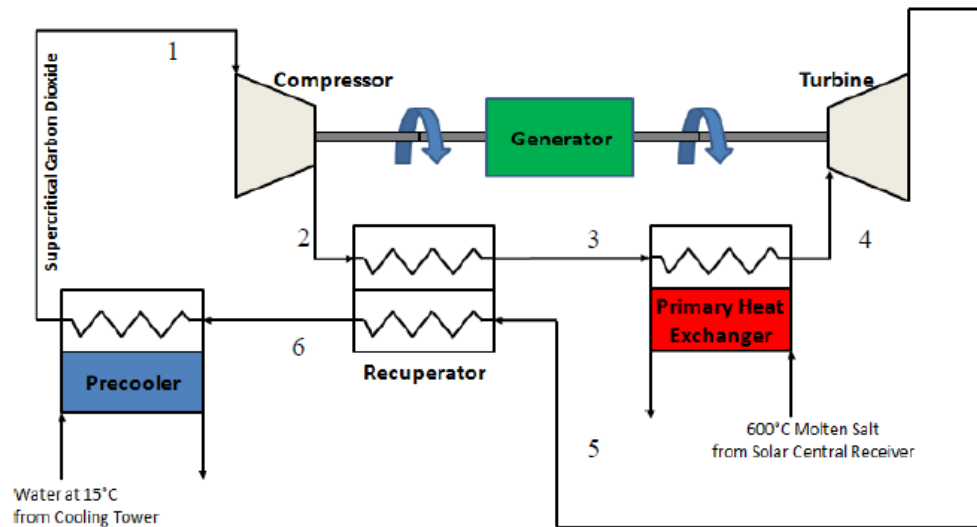 1
Supercritical Carbon Dioxide
Compressor
Turbine
Generator
2
3
4
Primary Heat
Exchanger
6
Precooler
Recuperator
5
600°C Molten Salt
from Solar Central Receiver
Water at 15°C
from Cooling Tower